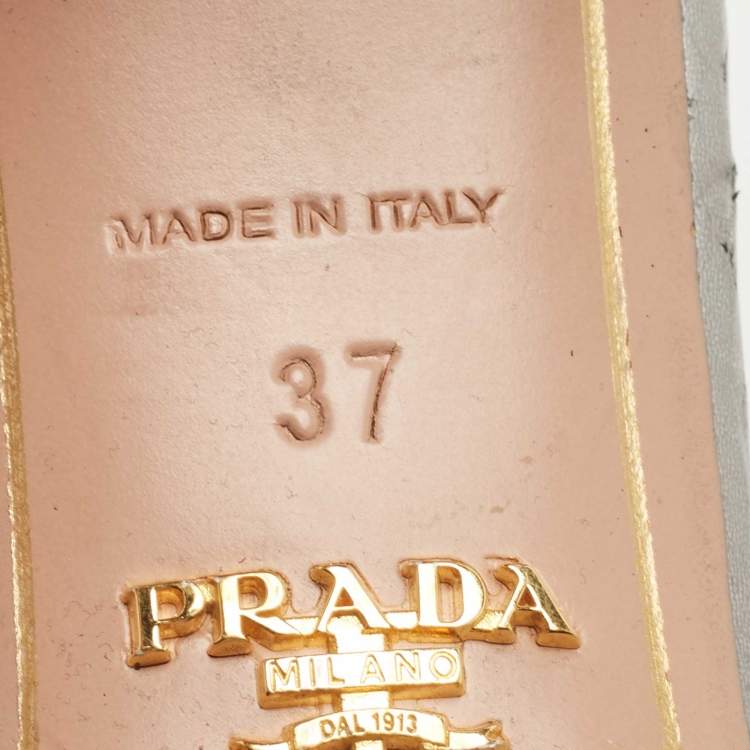 MADE IN ITALY
37
PRADA
MILANO
DAL 1913